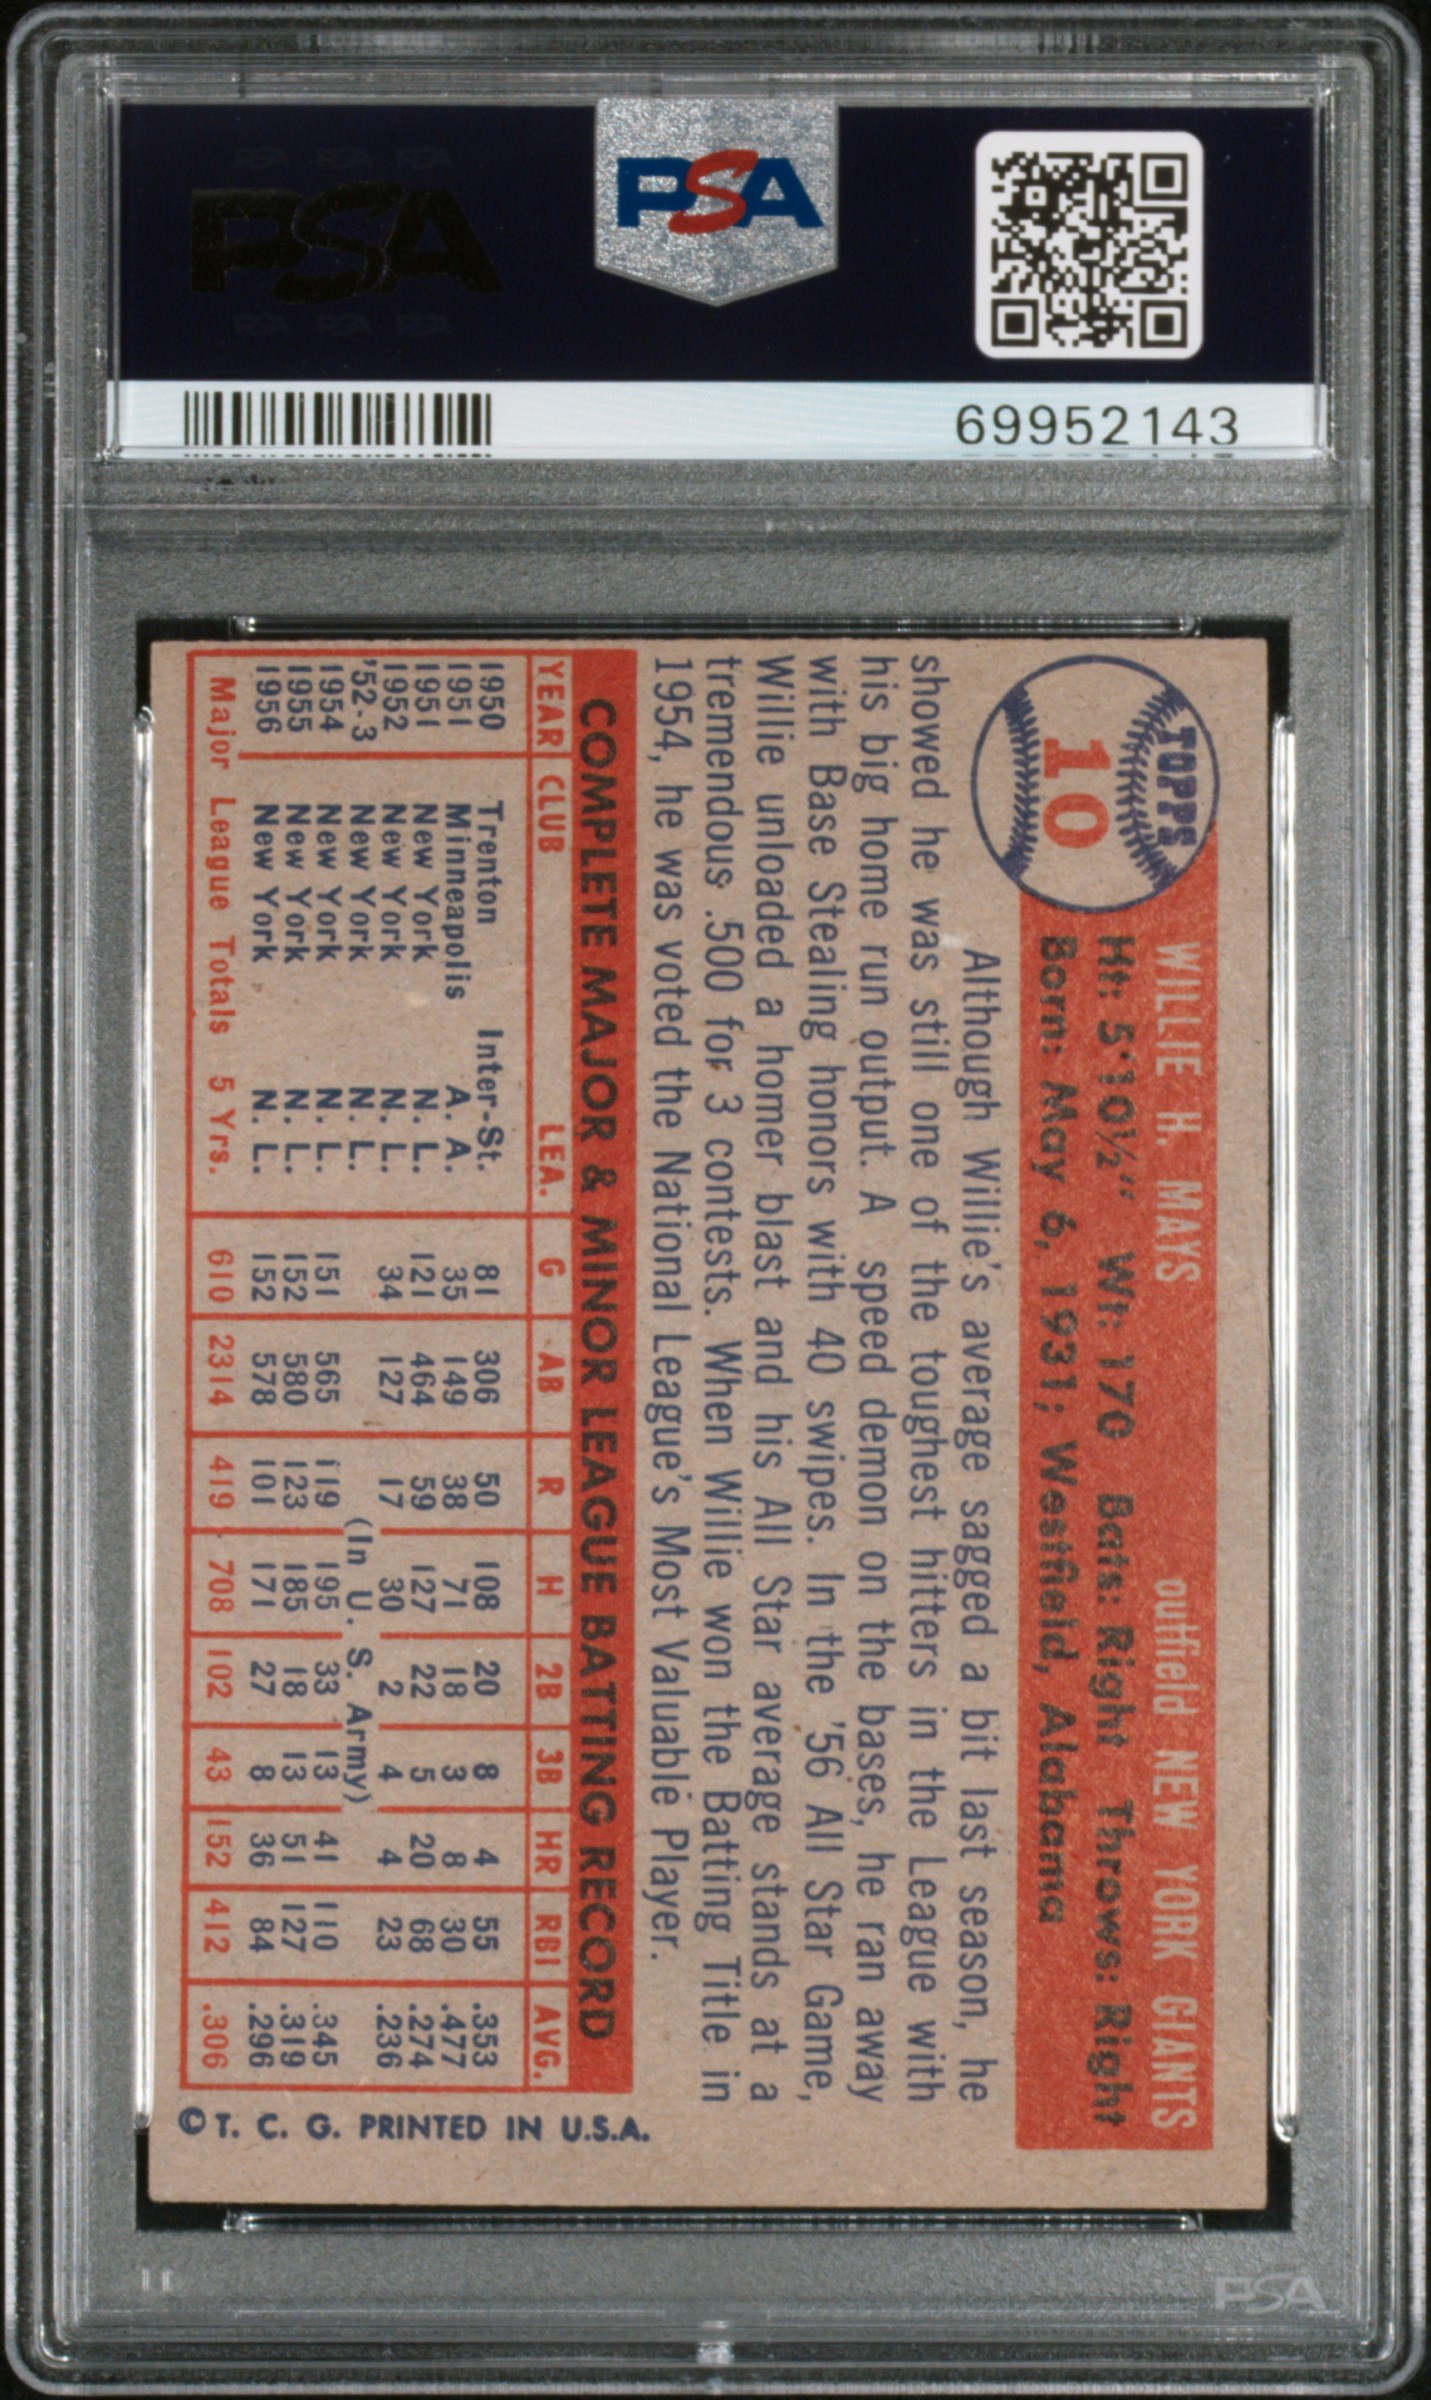 PSA
PSA PSA PSA
PSA
PSA PSA PSA
69952143
TOPPS
10
WILLIE H. MAYS outfield NEW YORK GIANTS
Ht: 5'10½" Wt: 170 Bats: Right Throws: Right
Born: May 6, 1931; Westfield, Alabama
Although Willie's average sagged a bit last season, he
showed he was still one of the toughest hitters in the League with
his big home run output. A speed demon on the bases, he ran away
with Base Stealing honors with 40 swipes. In the '56 All Star Game,
Willie unloaded a homer blast and his All Star average stands at a
tremendous .500 for 3 contests. When Willie won the Batting Title in
1954, he was voted the National League's Most Valuable Player.
COMPLETE MAJOR & MINOR LEAGUE BATTING RECORD
YEAR CLUB LEA. G AB R H 2B 3B HR RBI AVG.
1950 Trenton Inter-St. 81 306 50 108 20 8 4 55 .353
1951 Minneapolis A. A. 35 149 38 71 18 3 8 30 .477
1951 New York N. L. 121 464 59 127 22 5 20 68 .274
1952 New York N. L. 34 127 17 30 2 4 4 23 .236
'52-3 New York N. L. (In U. S. Army)
1954 New York N. L. 151 565 119 195 33 13 41 110 .345
1955 New York N. L. 152 580 123 185 18 13 51 127 .319
1956 New York N. L. 152 578 101 171 27 8 36 84 .296
Major League Totals 5 Yrs. 610 2314 419 708 102 43 152 412 .306
© T. C. G. PRINTED IN U.S.A.
PSA